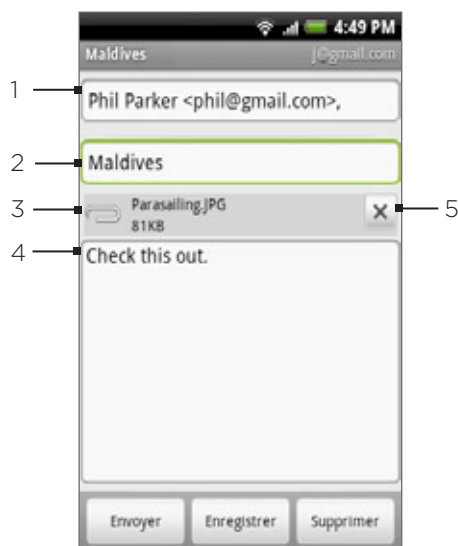 4:49 PM
Maldives j@gmail.com
1 Phil Parker <phil@gmail.com>,
2 Maldives
3 Parasailing.JPG 5
81KB
4 Check this out.
Envoyer Enregistrer Supprimer